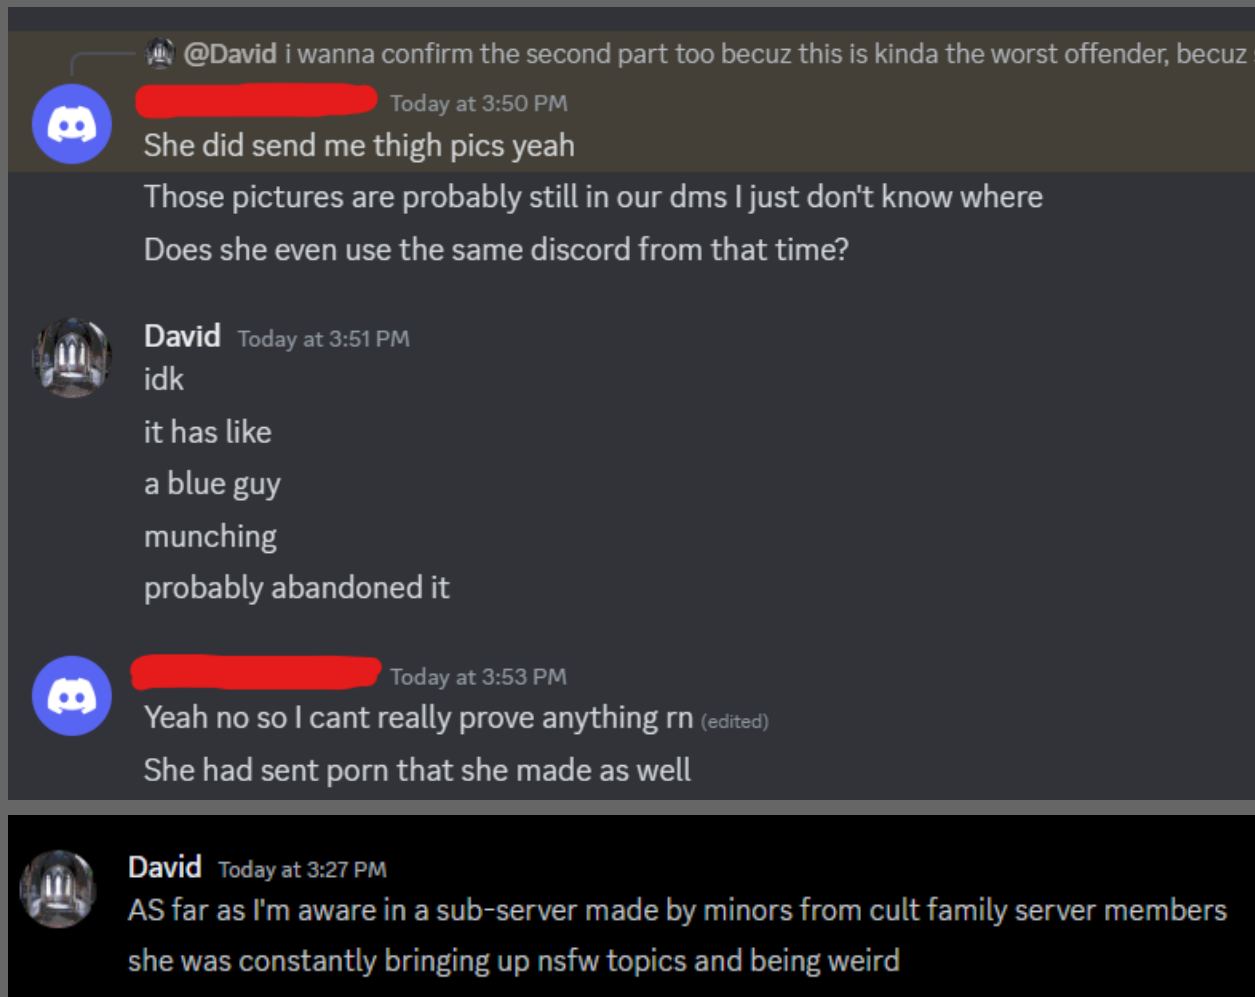 @David i wanna confirm the second part too becuz this is kinda the worst offender, becuz
Today at 3:50 PM
She did send me thigh pics yeah
Those pictures are probably still in our dms I just don't know where
Does she even use the same discord from that time?
David Today at 3:51 PM
idk
it has like
a blue guy
munching
probably abandoned it
Today at 3:53 PM
Yeah no so I cant really prove anything rn (edited)
She had sent porn that she made as well
David Today at 3:27 PM
AS far as I'm aware in a sub-server made by minors from cult family server members
she was constantly bringing up nsfw topics and being weird